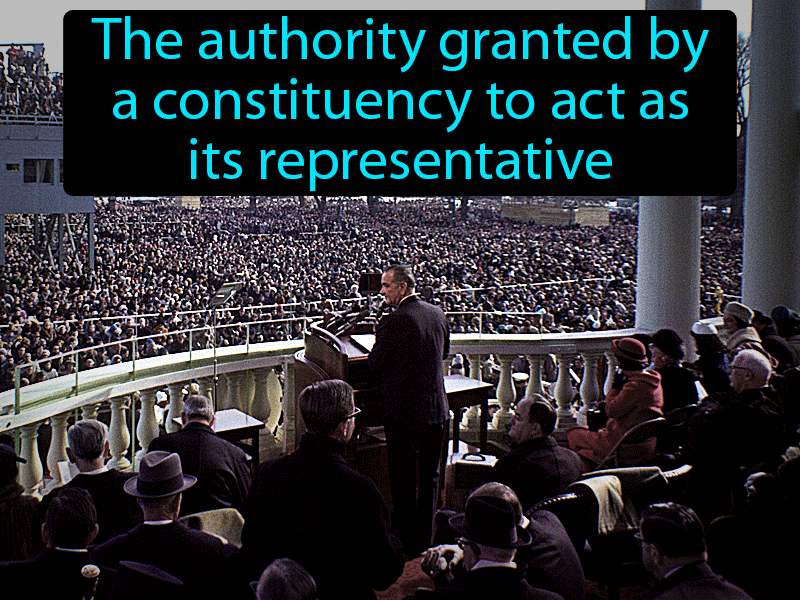 The authority granted by
a constituency to act as
its representative